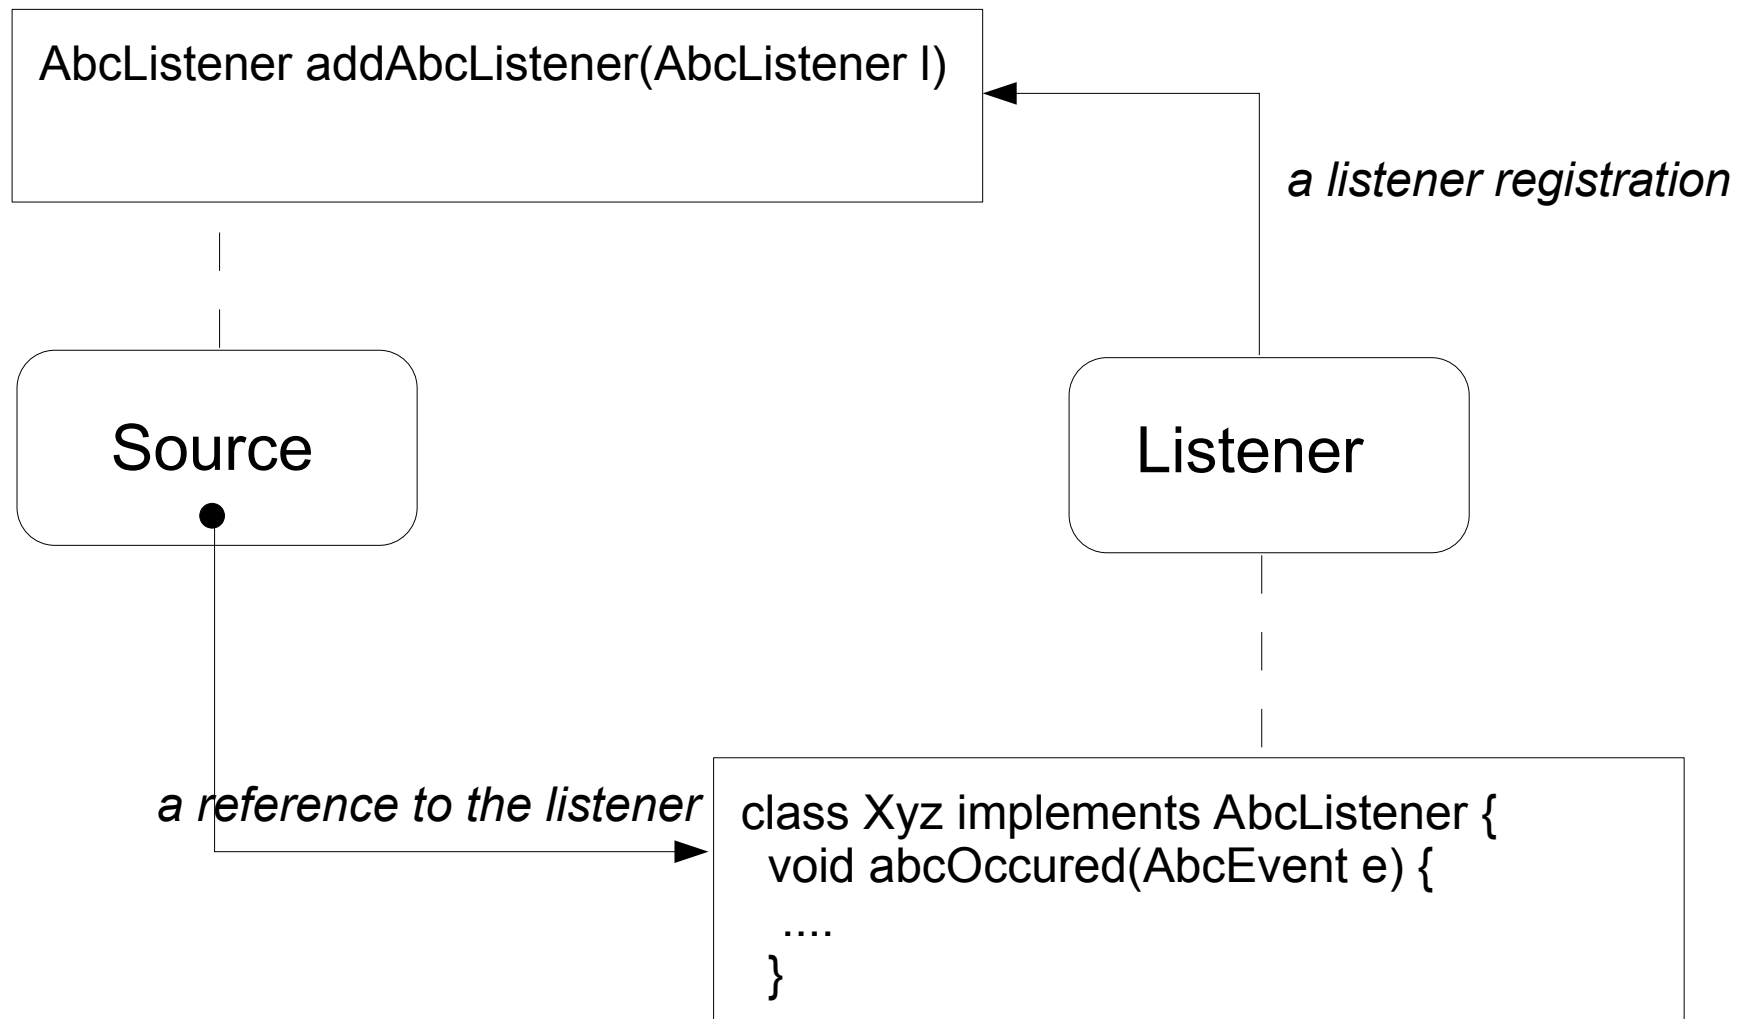 AbcListener addAbcListener(AbcListener l)
a listener registration
Source
Listener
a reference to the listener
class Xyz implements AbcListener {
void abcOccured(AbcEvent e) {
....
}